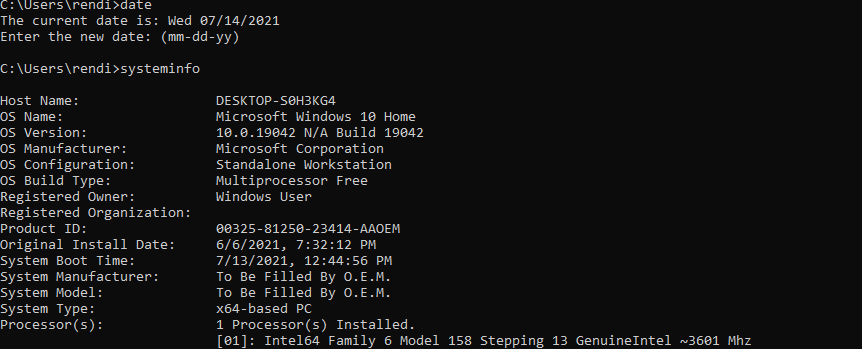 C:\Users\rendi>date
The current date is: Wed 07/14/2021
Enter the new date: (mm-dd-yy)
C:\Users\rendi>systeminfo
Host Name: DESKTOP-S0H3KG4
OS Name: Microsoft Windows 10 Home
OS Version: 10.0.19042 N/A Build 19042
OS Manufacturer: Microsoft Corporation
OS Configuration: Standalone Workstation
OS Build Type: Multiprocessor Free
Registered Owner: Windows User
Registered Organization:
Product ID: 00325-81250-23414-AAOEM
Original Install Date: 6/6/2021, 7:32:12 PM
System Boot Time: 7/13/2021, 12:44:56 PM
System Manufacturer: To Be Filled By O.E.M.
System Model: To Be Filled By O.E.M.
System Type: x64-based PC
Processor(s): 1 Processor(s) Installed.
[01]: Intel64 Family 6 Model 158 Stepping 13 GenuineIntel ~3601 Mhz